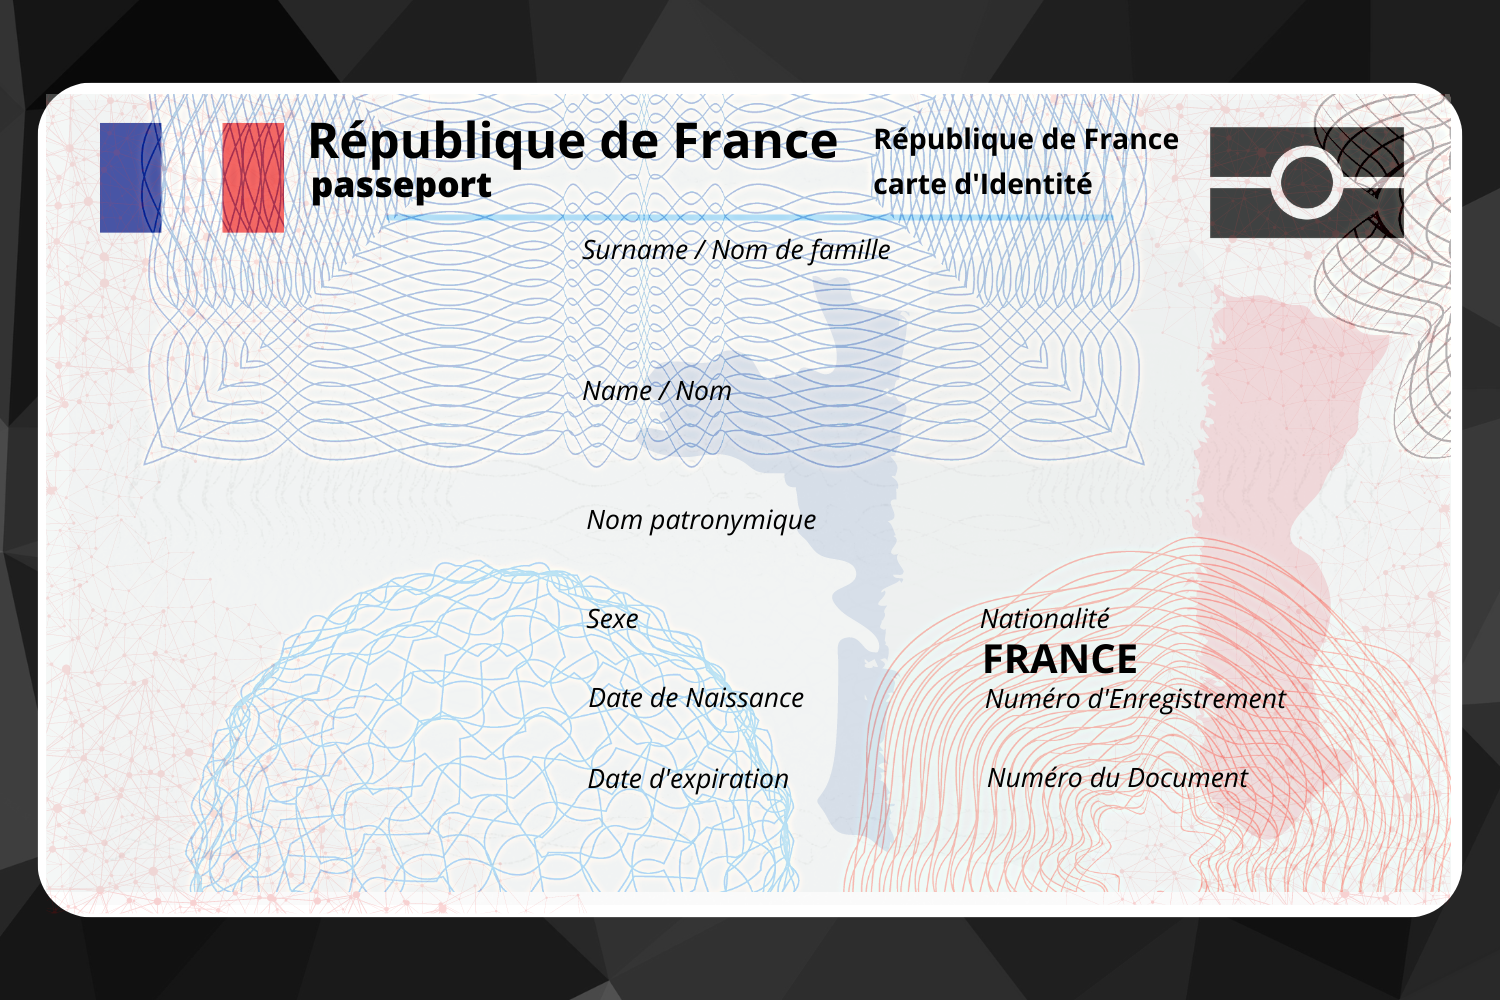 République de France
passeport
République de France
carte d'Identité
Surname / Nom de famille
Name / Nom
Nom patronymique
Sexe
Nationalité
FRANCE
Date de Naissance
Numéro d'Enregistrement
Date d'expiration
Numéro du Document